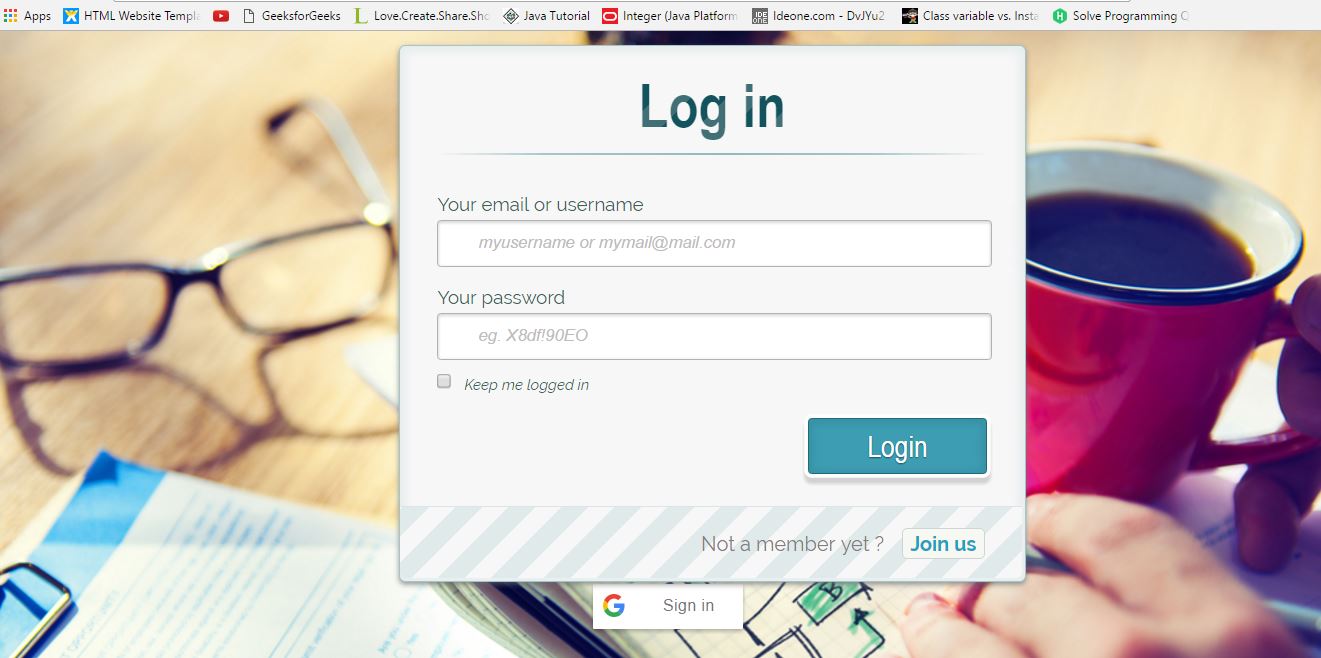 Apps HTML Website Templa GeeksforGeeks Love.Create.Share.Sho Java Tutorial Integer (Java Platform Ideone.com - DvJYu2 Class variable vs. Insta Solve Programming Q
Log in
Your email or username
myusername or mymail@mail.com
Your password
eg. X8df!90EO
Keep me logged in
Login
Not a member yet ? Join us
Sign in
B